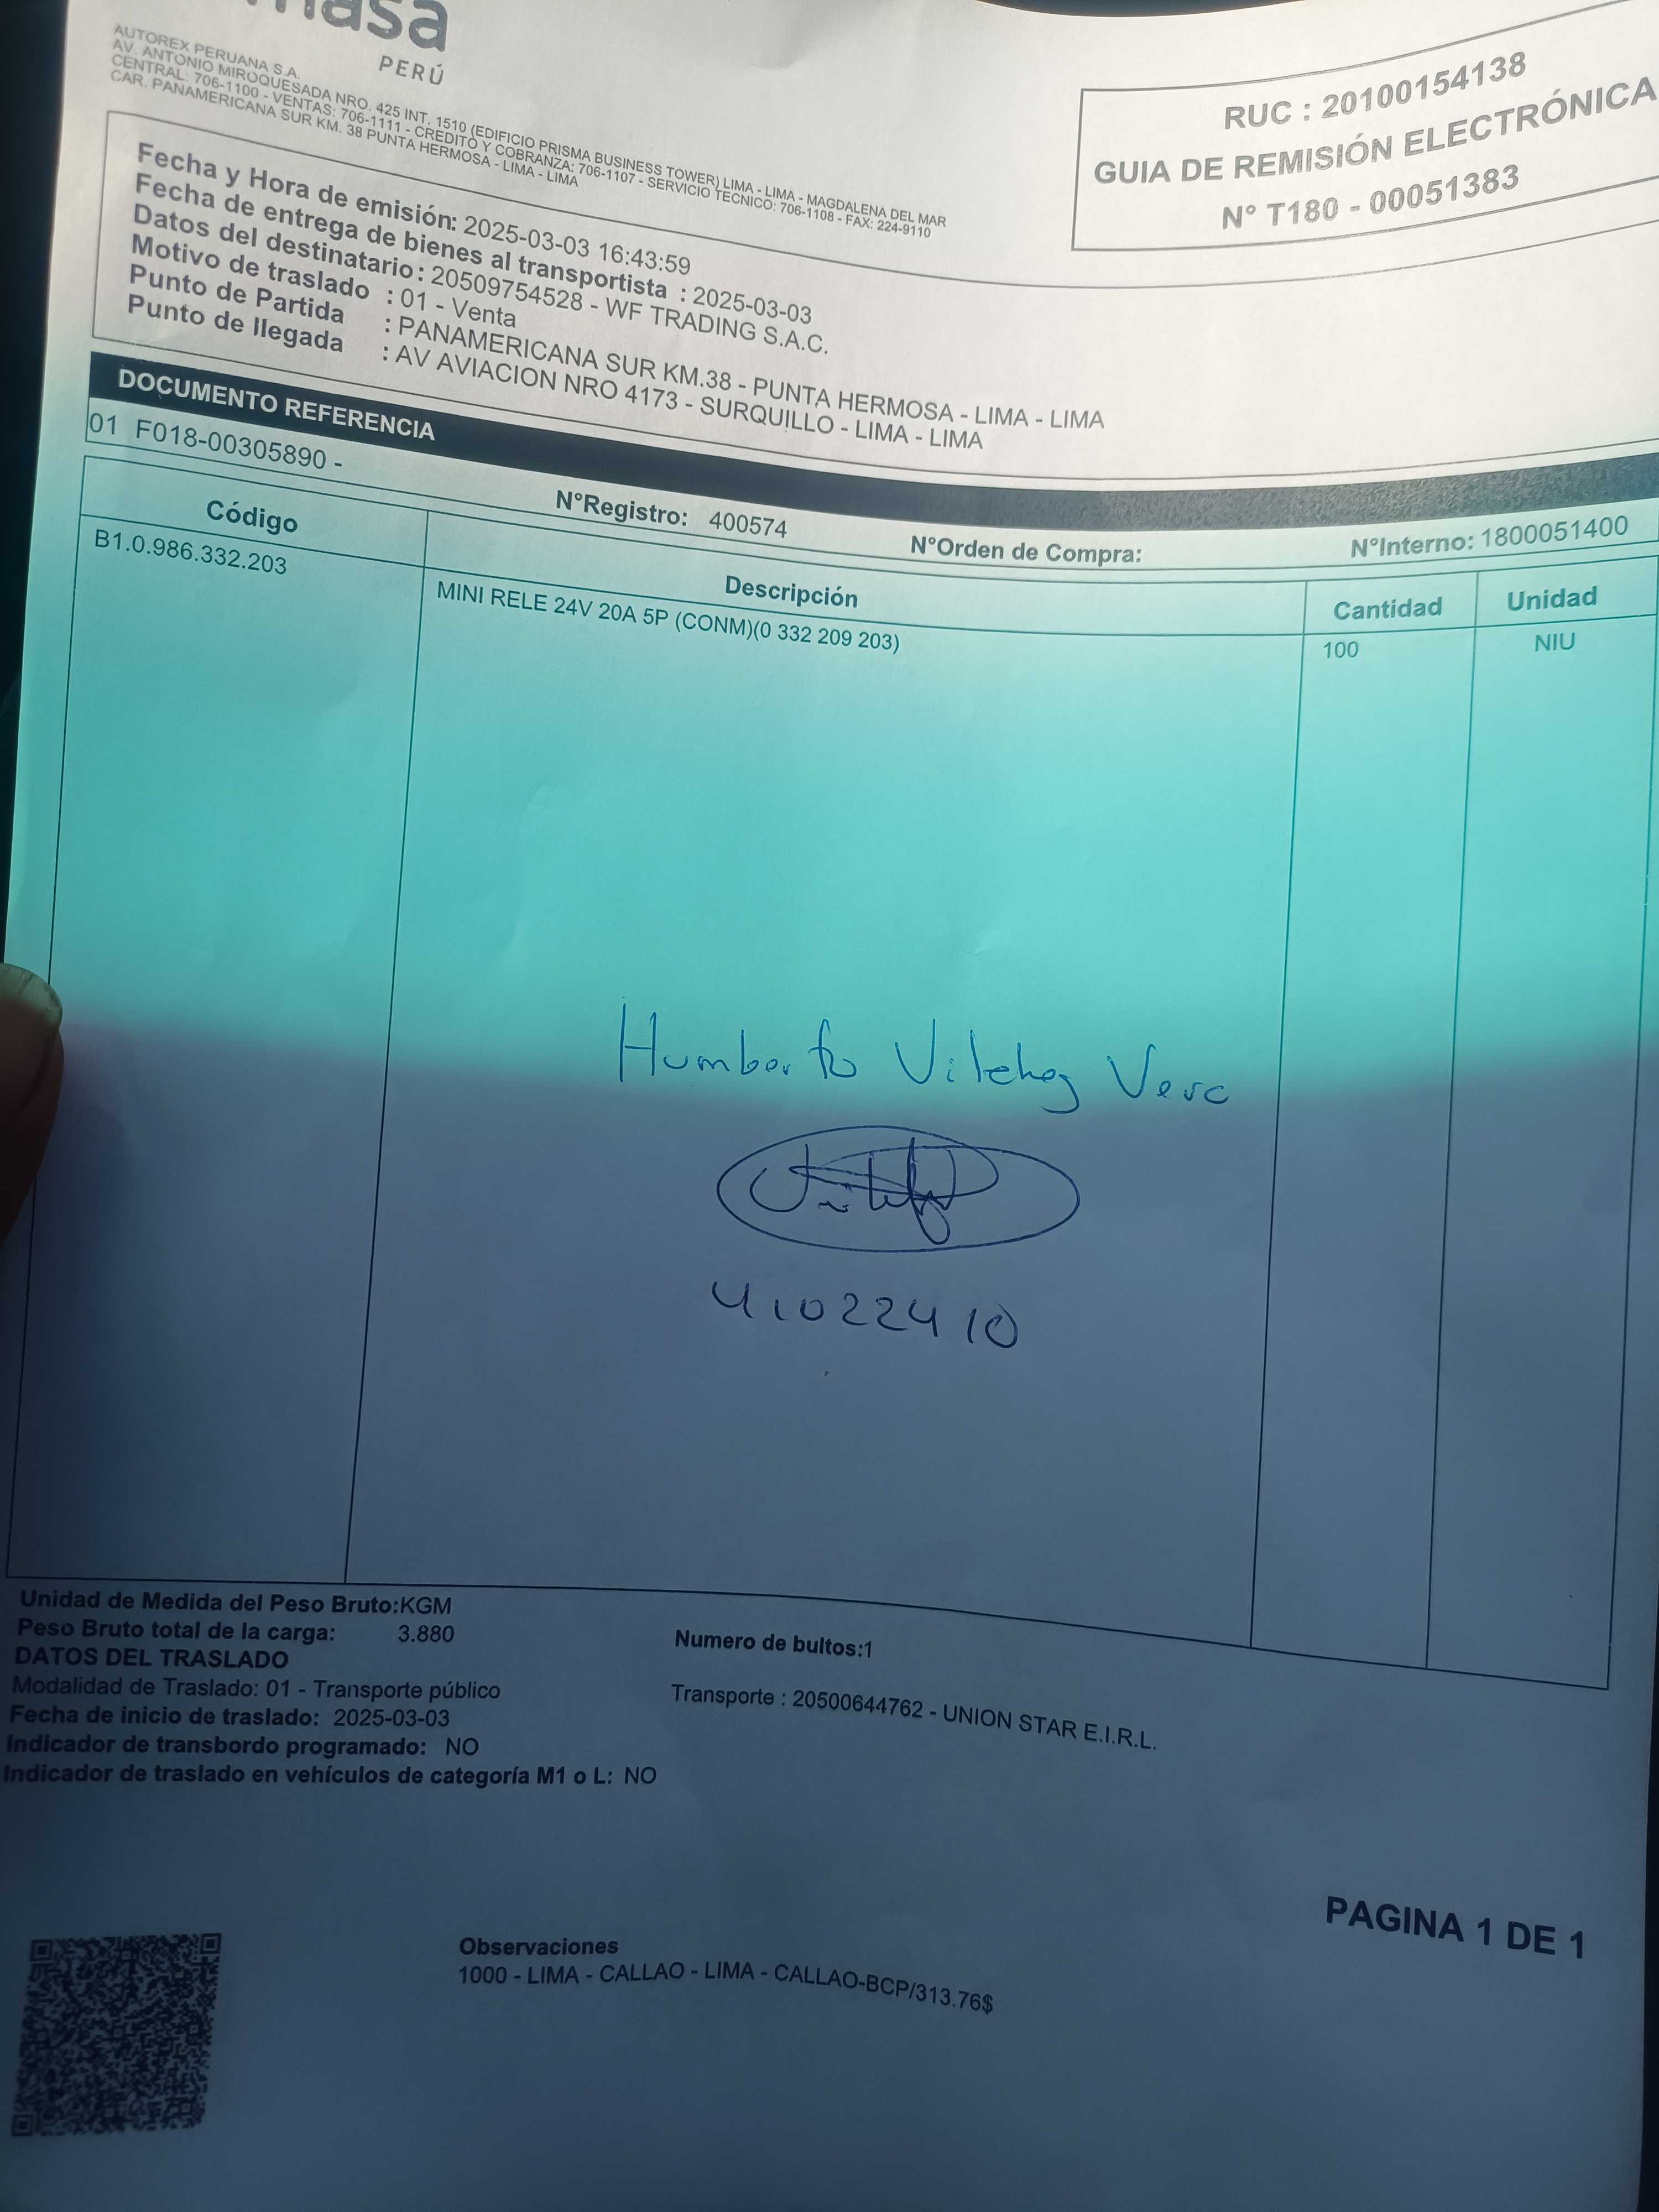 PERÚ
AUTOREX PERUANA S.A.
AV. ANTONIO MIROQUESADA NRO. 425 INT. 1510 (EDIFICIO PRISMA BUSINESS TOWER) LIMA - LIMA - MAGDALENA DEL MAR
CENTRAL: 706-1100 - VENTAS: 706-1111 - CREDITO Y COBRANZA: 706-1107 - SERVICIO TECNICO: 706-1108 - FAX: 224-9110
CAR. PANAMERICANA SUR KM. 38 PUNTA HERMOSA - LIMA - LIMA
RUC : 20100154138
GUIA DE REMISIÓN ELECTRÓNICA
N° T180 - 00051383
Fecha y Hora de emisión: 2025-03-03 16:43:59
Fecha de entrega de bienes al transportista : 2025-03-03
Datos del destinatario : 20509754528 - WF TRADING S.A.C.
Motivo de traslado : 01 - Venta
Punto de Partida : PANAMERICANA SUR KM.38 - PUNTA HERMOSA - LIMA - LIMA
Punto de llegada : AV AVIACION NRO 4173 - SURQUILLO - LIMA - LIMA
DOCUMENTO REFERENCIA
01 F018-00305890 -
N°Registro: 400574 N°Orden de Compra: N°Interno: 1800051400
Código Descripción Cantidad Unidad
B1.0.986.332.203 MINI RELE 24V 20A 5P (CONM)(0 332 209 203) 100 NIU
Humberto Vilchez Vera
41022410
Unidad de Medida del Peso Bruto:KGM
Peso Bruto total de la carga: 3.880 Numero de bultos:1
DATOS DEL TRASLADO
Modalidad de Traslado: 01 - Transporte público Transporte : 20500644762 - UNION STAR E.I.R.L.
Fecha de inicio de traslado: 2025-03-03
Indicador de transbordo programado: NO
Indicador de traslado en vehículos de categoría M1 o L: NO
PAGINA 1 DE 1
Observaciones
1000 - LIMA - CALLAO - LIMA - CALLAO-BCP/313.76$